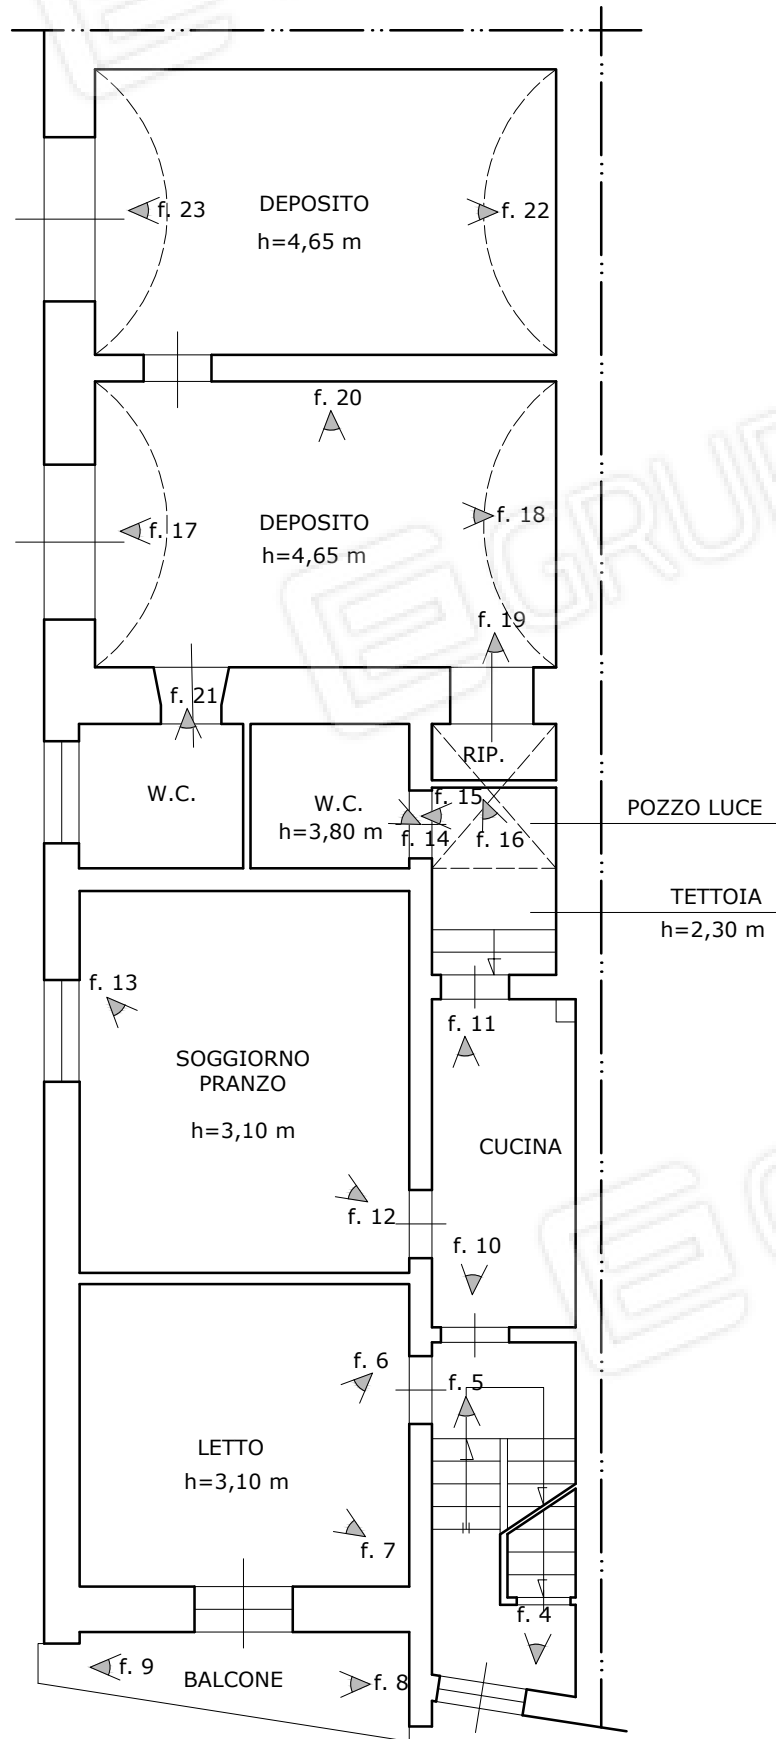 f. 23
DEPOSITO
h=4,65 m
f. 22
f. 20
f. 17
DEPOSITO
h=4,65 m
f. 18
f. 19
f. 21
RIP.
W.C.
W.C.
h=3,80 m
f. 15
f. 14
f. 16
POZZO LUCE
TETTOIA
h=2,30 m
f. 13
f. 11
SOGGIORNO
PRANZO
h=3,10 m
CUCINA
f. 12
f. 10
f. 6
f. 5
LETTO
h=3,10 m
f. 7
f. 4
f. 9
BALCONE
f. 8